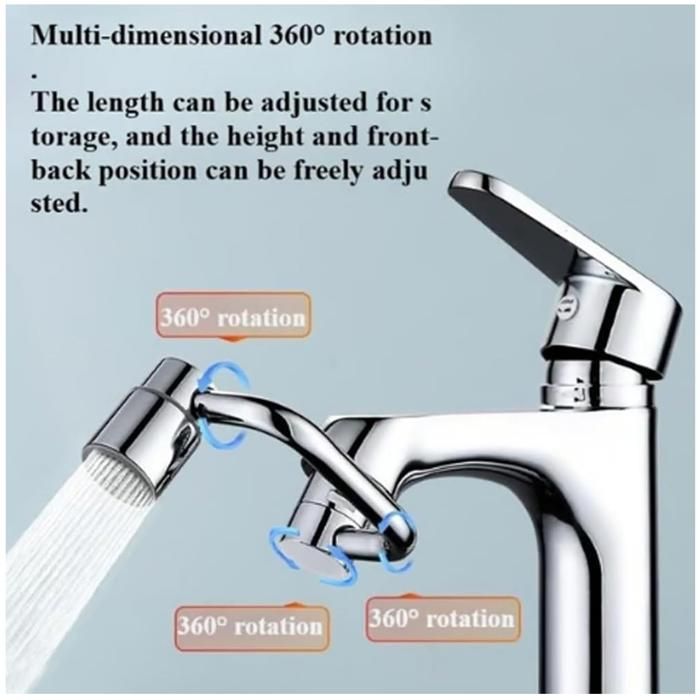 Multi-dimensional 360° rotation
.
The length can be adjusted for s
torage, and the height and front-
back position can be freely adju
sted.
360° rotation
360° rotation
360° rotation